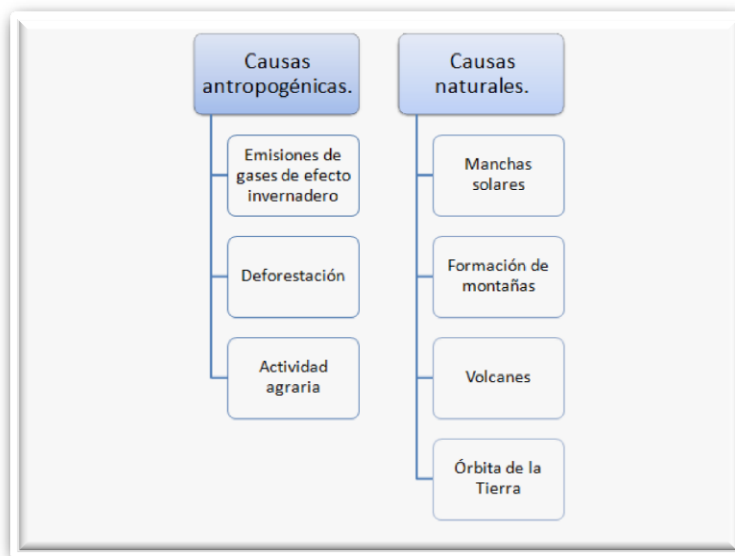 Causas
antropogénicas.
Emisiones de
gases de efecto
invernadero
Deforestación
Actividad
agraria
Causas
naturales.
Manchas
solares
Formación de
montañas
Volcanes
Órbita de la
Tierra